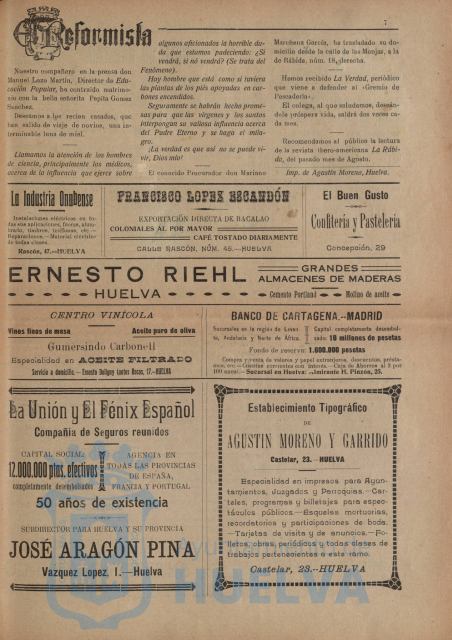 El Reformista
7
Nuestro compañero en la prensa don
Manuel Lozo Martín, Director de Edu-
cación Popular, ha contraido matrimo-
nio con la bella señorita Pepita Gomez
Sanchez.
Deseamos a los recien casados, que
han salido de viaje de novios, una in-
terminable luna de miel.
Llamamos la atención de los hombres
de ciencia, principalmente los médicos,
acerca de la influencia que ejerce sobre
algunos aficionados la horrible du-
da que estamos padeciendo: ¿Si
vendrá, si nó vendrá? (Se trata del
Fenómeno).
Hay hombre que está como si tuviera
las plantas de los piés apoyadas en car-
bones encendidos.
Seguramente se habrán hecho prome-
sas para que las vírgenes y los santos
interpongan su valiosa influencia acerca
del Padre Eterno y se haga el mila-
gro.
¡La verdad es que así no se puede vi-
vir, Dios mío!
El conocido Procurador don Mariano
Marchena García, ha trasladado su do-
micilio desde la calle de las Monjas, a la
de Rábida, núm. 18, derecha.
Hemos recibido La Verdad, periódico
que viene a defender al «Gremio de
Pescadería».
El colega, al que saludamos, deseán-
dole próspera vida, saldrá dos veces ca-
da mes.
Recomendamos al público la lectura
de la revista ibero-americana La Rábi-
da, del pasado mes de Agosto.
Imp. de Agustín Moreno, Huelva.
La Industria Onubense
Instalaciones eléctricas en to-
das sus aplicaciones, fuerza, alum-
brado, timbres, teléfonos, etc.—
Reparaciones.—Material eléctrico
de todas clases.
Rascón, 47.—HUELVA
FRANCISCO LOPEZ ESCANDÓN
EXPORTACIÓN DIRECTA DE BACALAO
COLONIALES AL POR MAYOR
CAFÉ TOSTADO DIARIAMENTE
CALLE RASCÓN, NÚM. 45.—HUELVA
El Buen Gusto
Confitería y Pastelería
Concepción, 29
ERNESTO RIEHL
HUELVA
GRANDES
ALMACENES DE MADERAS
Cemento Portland
Molino de aceite
CENTRO VINÍCOLA
Vinos finos de mesa
Aceite puro de oliva
Gumersindo Carbonell
Especialidad en ACEITE FILTRADO
Servicio a domicilio.—Ernesto Deligny (antes Bocas, 17.-HUELVA
BANCO DE CARTAGENA.—MADRID
Sucursales en la región de Levan-
te, Andalucía y Norte de África.
Capital completamente desembol-
sado 10 millones de pesetas
Fondo de reserva: 1.600.000 pesetas
Compra y venta de valores y papel extranjeros, descuentos, présta-
mos, etc.—Cuentas corrientes con interés.—Caja de Ahorros al 3 por
100 anual.—Sucursal en Huelva: Almirante H. Pinzón, 25.
La Unión y El Fénix Español
Compañía de Seguros reunidos
CAPITAL SOCIAL:
12.000.000 ptas. efectivos
completamente desembolsados
AGENCIA EN
TODAS LAS PROVINCIAS
DE ESPAÑA,
FRANCIA Y PORTUGAL
50 años de existencia
SUBDIRECTOR PARA HUELVA Y SU PROVINCIA
JOSÉ ARAGÓN PINA
Vazquez Lopez, 1.—Huelva
Establecimiento Tipográfico
DE
AGUSTIN MORENO Y GARRIDO
Castelar, 23.—HUELVA
Especialidad en impresos para Ayun-
tamientos, Juzgados y Parroquias.—Car-
teles, programas y billetajes para espec-
táculos públicos.—Esquelas mortuorias,
recordatorios y participaciones de boda.
—Tarjetas de visita y de anuncios.—Fo-
lletos, obras, periódicos y todas clases de
trabajos pertenecientes a este ramo.
Castelar, 23.-HUELVA
HUELVA